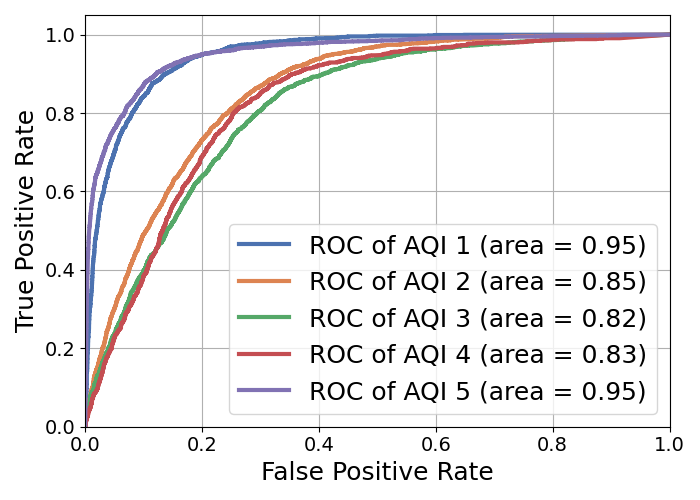 1.0
0.8
0.6
0.4
0.2
0.0
True Positive Rate
ROC of AQI 1 (area = 0.95)
ROC of AQI 2 (area = 0.85)
ROC of AQI 3 (area = 0.82)
ROC of AQI 4 (area = 0.83)
ROC of AQI 5 (area = 0.95)
0.0 0.2 0.4 0.6 0.8 1.0
False Positive Rate